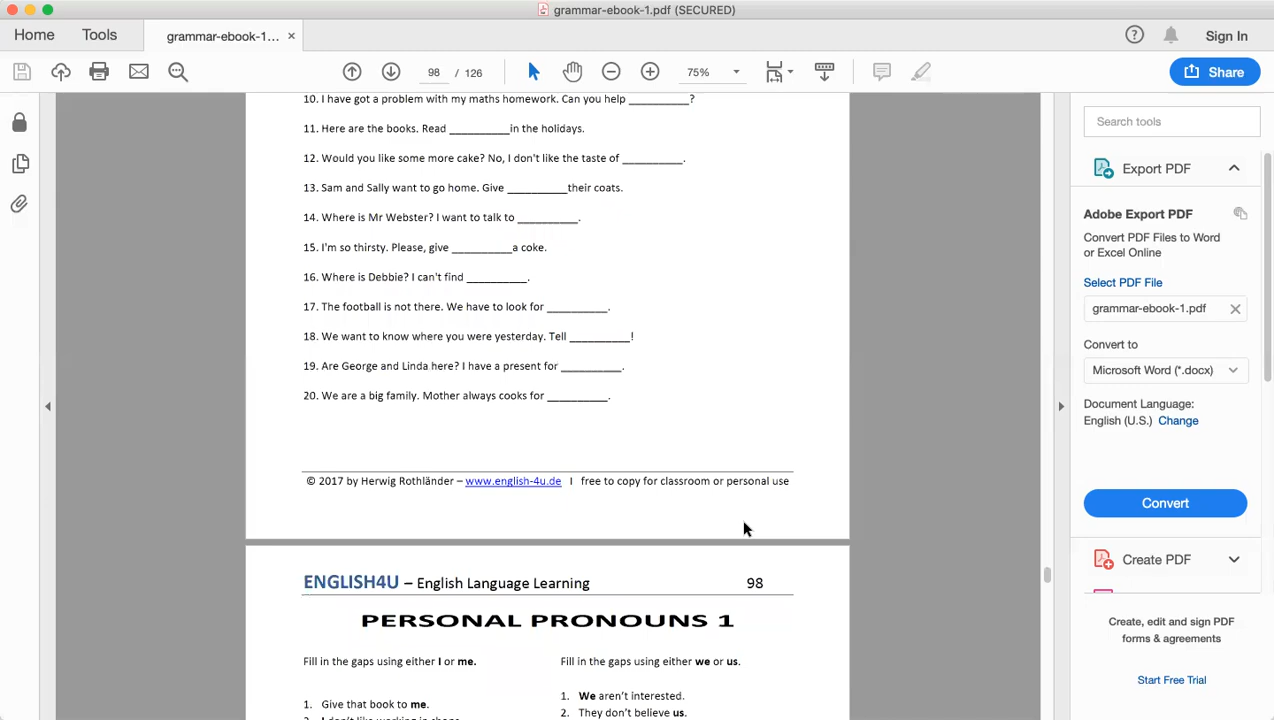 grammar-ebook-1.pdf (SECURED)
Home Tools grammar-ebook-1... × Sign In
98 / 126 75% Share
10. I have got a problem with my maths homework. Can you help __________?
11. Here are the books. Read __________in the holidays.
12. Would you like some more cake? No, I don't like the taste of __________.
13. Sam and Sally want to go home. Give __________their coats.
14. Where is Mr Webster? I want to talk to __________.
15. I'm so thirsty. Please, give __________a coke.
16. Where is Debbie? I can't find __________.
17. The football is not there. We have to look for __________.
18. We want to know where you were yesterday. Tell __________!
19. Are George and Linda here? I have a present for __________.
20. We are a big family. Mother always cooks for __________.
© 2017 by Herwig Rothländer – www.english-4u.de I free to copy for classroom or personal use
ENGLISH4U – English Language Learning 98
PERSONAL PRONOUNS 1
Fill in the gaps using either I or me.
1. Give that book to me.
2. I don't like working in shops.
Fill in the gaps using either we or us.
1. We aren't interested.
2. They don't believe us.
Search tools
Export PDF
Adobe Export PDF
Convert PDF Files to Word
or Excel Online
Select PDF File
grammar-ebook-1.pdf
Convert to
Microsoft Word (*.docx)
Document Language:
English (U.S.) Change
Convert
Create PDF
Create, edit and sign PDF
forms & agreements
Start Free Trial